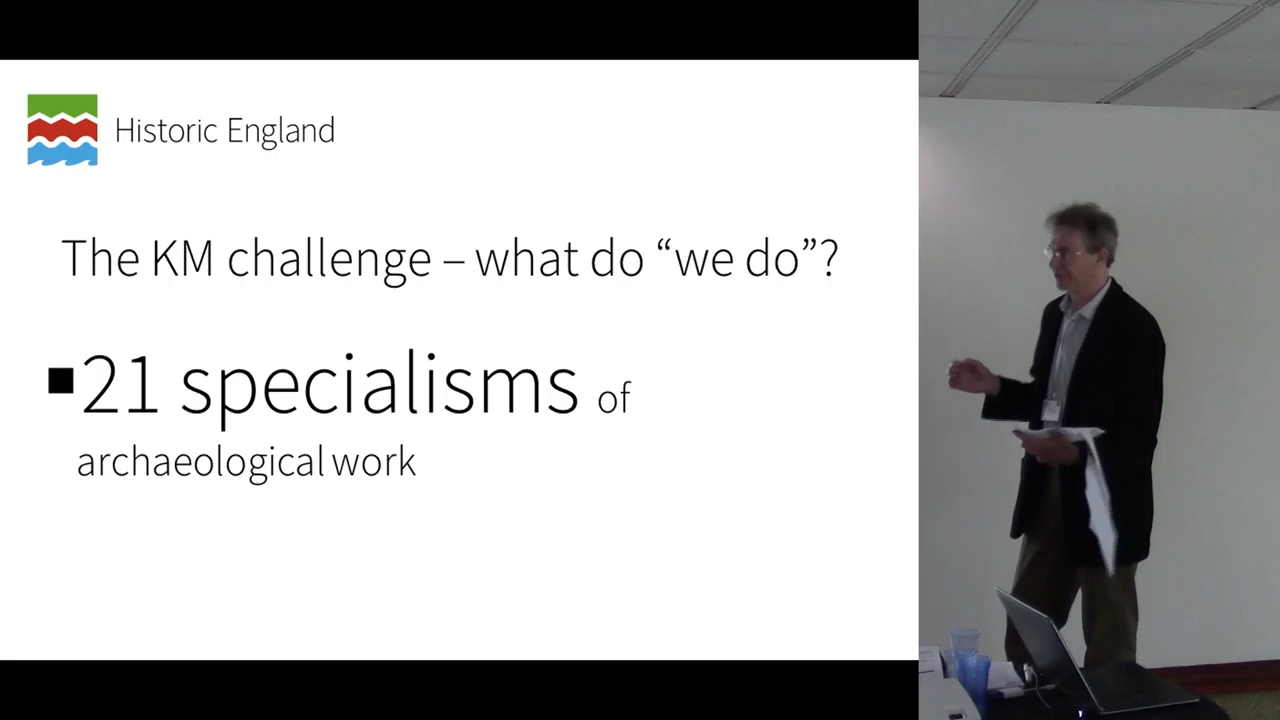 Historic England
The KM challenge – what do “we do”?
▪21 specialisms of
archaeological work